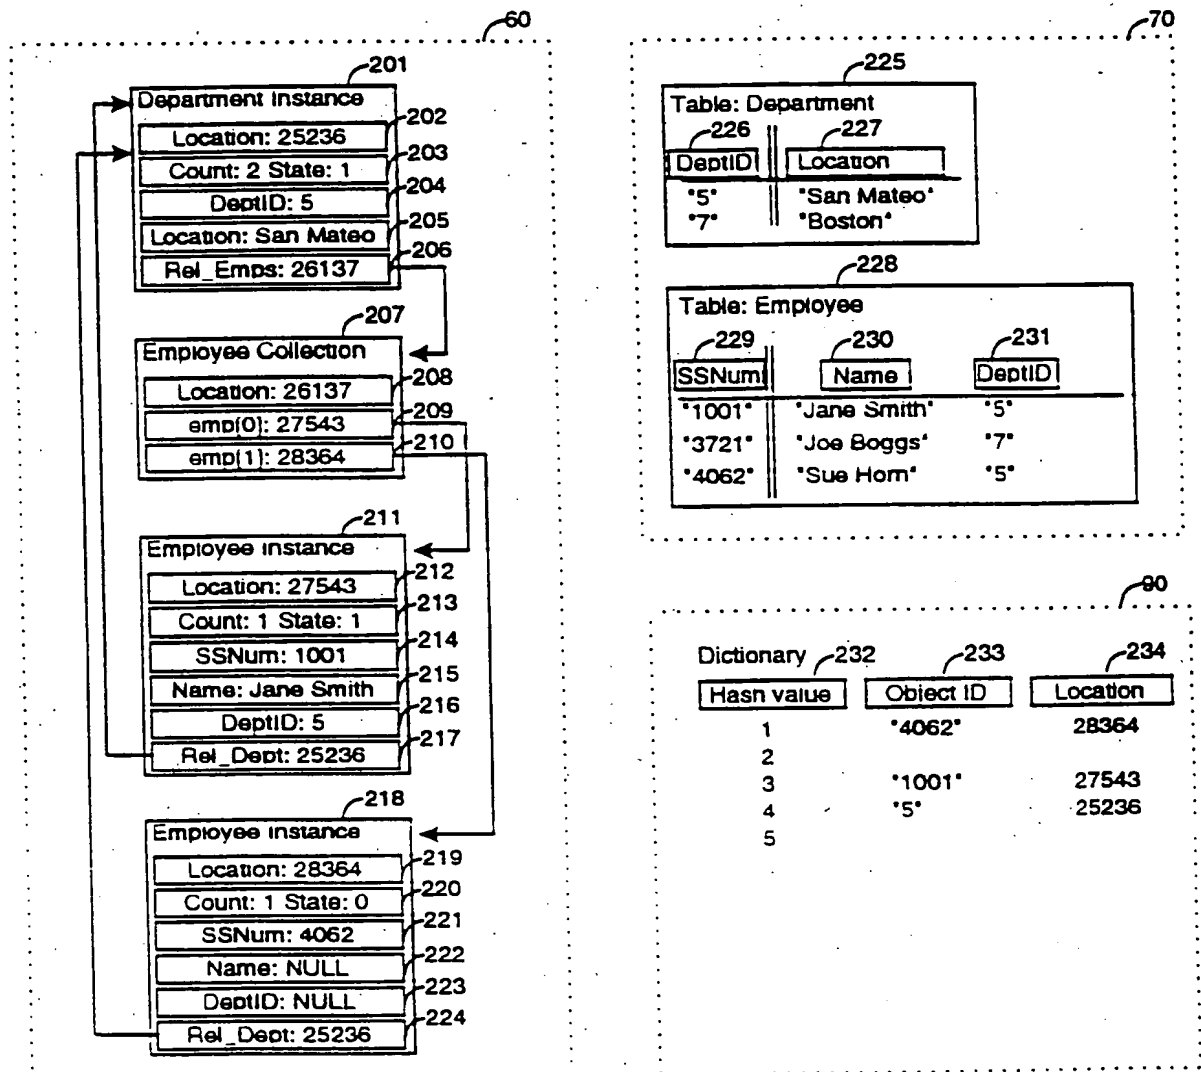 60
201
Department Instance
202
Location: 25236
203
Count: 2 State: 1
204
DeptID: 5
205
Location: San Mateo
206
Rel_Emps: 26137
207
Employee Collection
208
Location: 26137
209
emp[0]: 27543
210
emp[1]: 28364
211
Employee Instance
212
Location: 27543
213
Count: 1 State: 1
214
SSNum: 1001
215
Name: Jane Smith
216
DeptID: 5
217
Rel_Dept: 25236
218
Employee Instance
219
Location: 28364
220
Count: 1 State: 0
221
SSNum: 4062
222
Name: NULL
223
DeptID: NULL
224
Rel_Dept: 25236
70
225
Table: Department
226 227
DeptID Location
"5" "San Mateo"
"7" "Boston"
228
Table: Employee
229 230 231
SSNum Name DeptID
"1001" "Jane Smith" "5"
"3721" "Joe Boggs" "7"
"4062" "Sue Horn" "5"
90
Dictionary 232 233 234
Hash value Object ID Location
1 "4062" 28364
2
3 "1001" 27543
4 "5" 25236
5